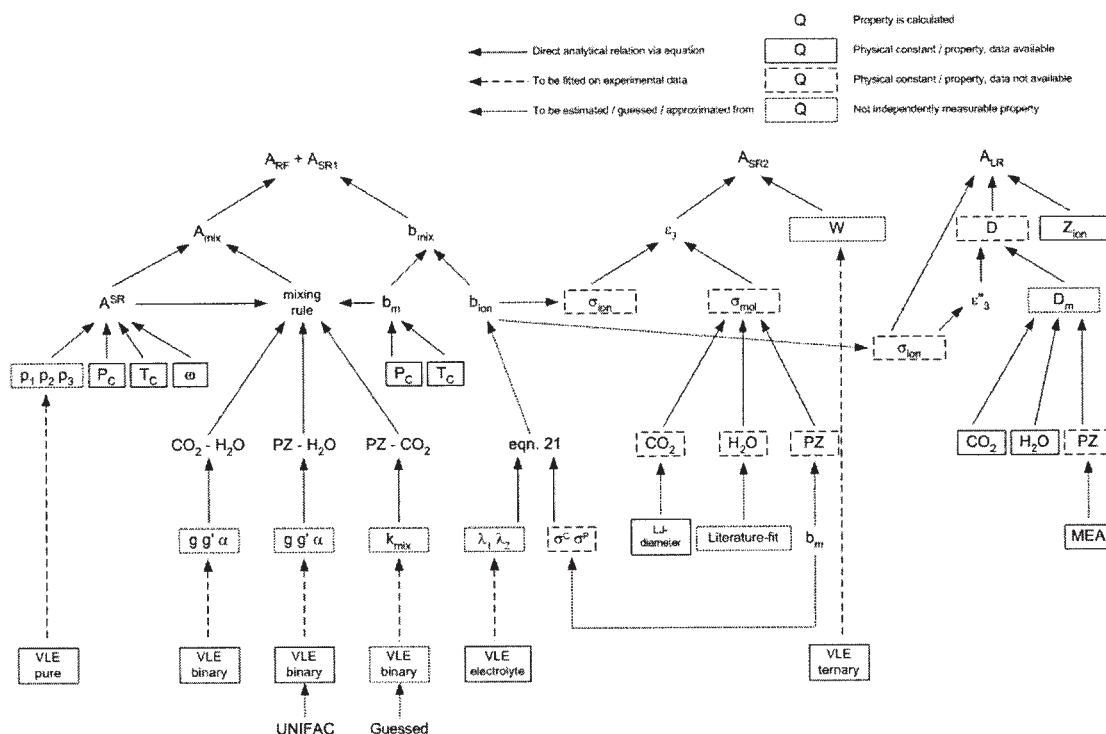 Q Property is calculated
Direct analytical relation via equation Q Physical constant / property, data available
To be fitted on experimental data Q Physical constant / property, data not available
To be estimated / guessed / approximated from Q Not independently measurable property
A_RF + A_SR1 A_SR2 A_LR
A_mix b_mix ε_3 W D Z_ion
A^SR mixing rule b_m b_ion σ_ion σ_mol ε'''_3 D_m
σ_ion
p_1 p_2 p_3 P_C T_C ω P_C T_C
CO_2 - H_2O PZ - H_2O PZ - CO_2 eqn. 21 CO_2 H_2O PZ CO_2 H_2O PZ
g g' α g g' α k_mix λ_1 λ_2 σ^C σ^P LJ-diameter Literature-fit b_m MEA
VLE pure VLE binary VLE binary VLE binary VLE electrolyte VLE ternary
UNIFAC Guessed